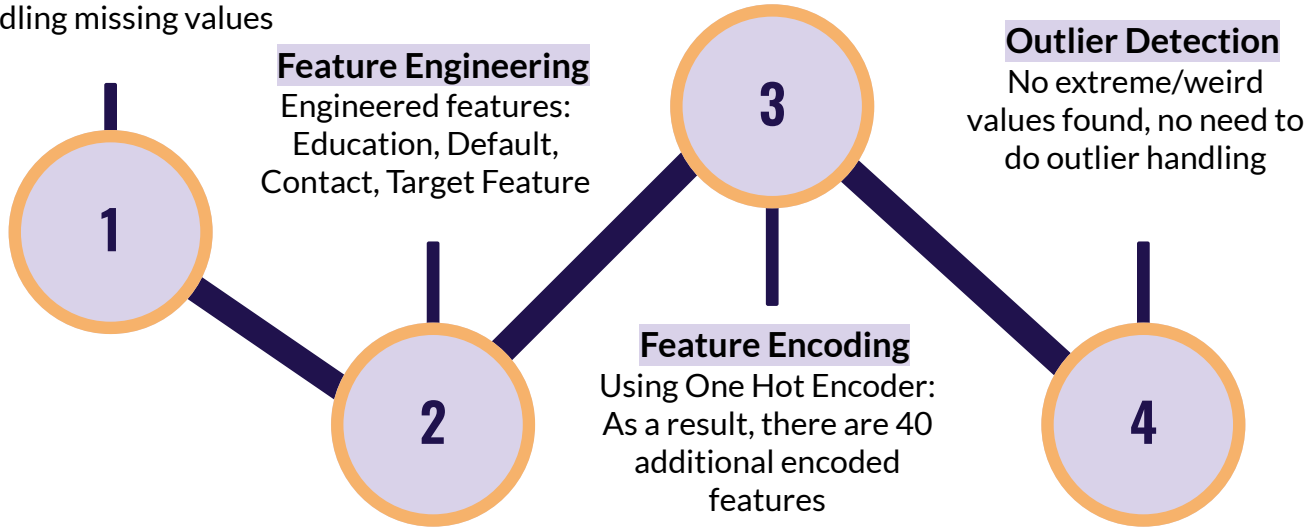 dling missing values
1
Feature Engineering
Engineered features:
Education, Default,
Contact, Target Feature
2
3
Feature Encoding
Using One Hot Encoder:
As a result, there are 40
additional encoded
features
Outlier Detection
No extreme/weird
values found, no need to
do outlier handling
4